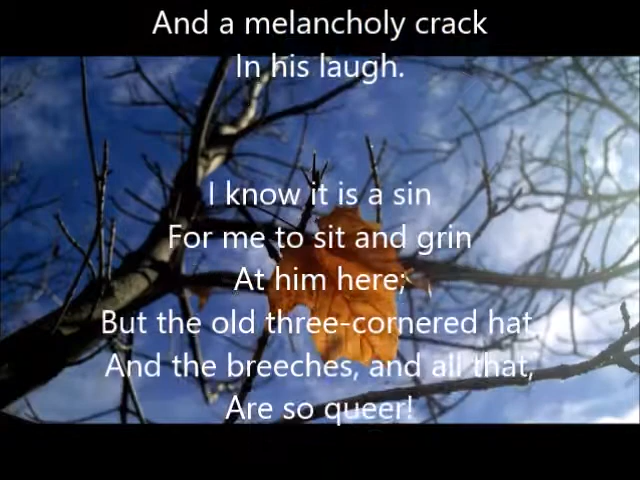 And a melancholy crack
In his laugh.
I know it is a sin
For me to sit and grin
At him here;
But the old three-cornered hat,
And the breeches, and all that,
Are so queer!